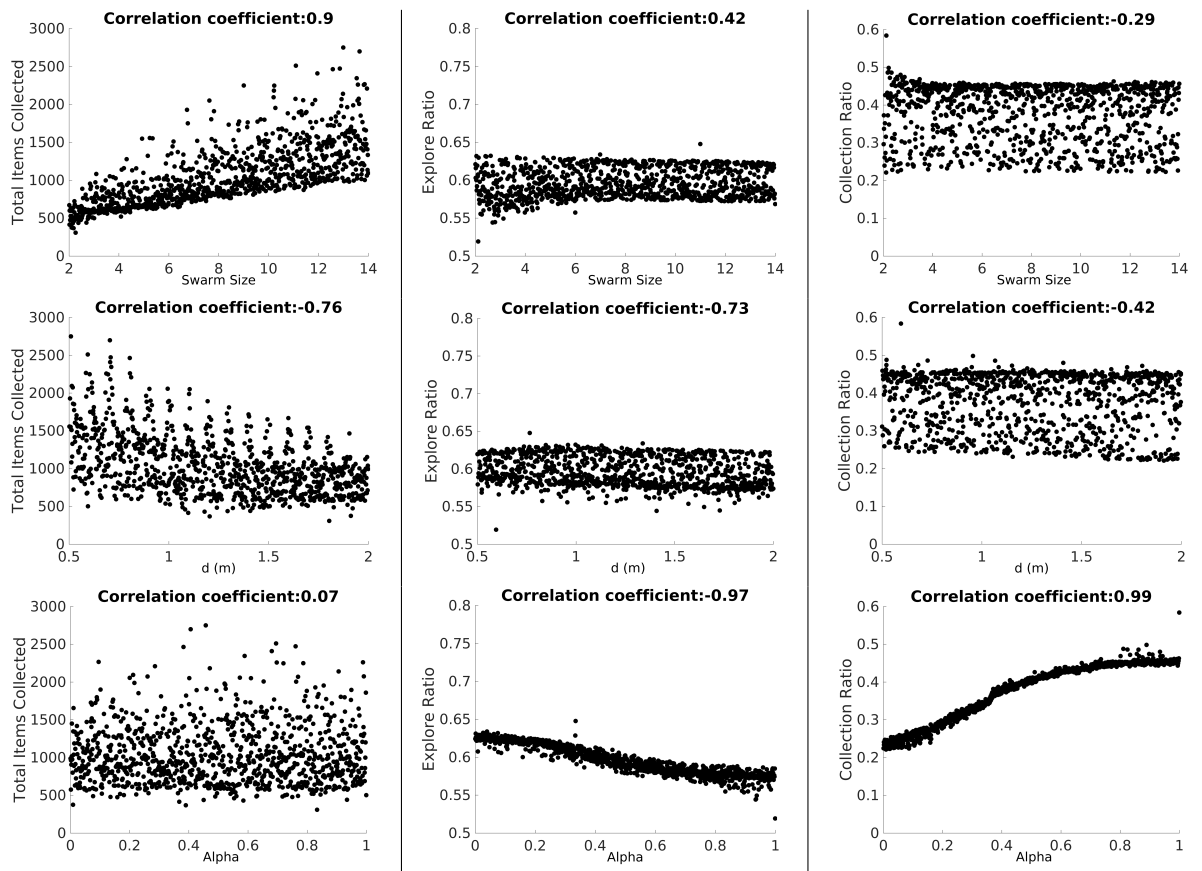 Correlation coefficient:0.9
3000
2500
2000
1500
1000
500
0
Total Items Collected
2 4 6 8 10 12 14
Swarm Size
Correlation coefficient:0.42
0.8
0.75
0.7
0.65
0.6
0.55
0.5
Explore Ratio
2 4 6 8 10 12 14
Swarm Size
Correlation coefficient:-0.29
0.6
0.5
0.4
0.3
0.2
0.1
0
Collection Ratio
2 4 6 8 10 12 14
Swarm Size
Correlation coefficient:-0.76
3000
2500
2000
1500
1000
500
0
Total Items Collected
0.5 1 1.5 2
d (m)
Correlation coefficient:-0.73
0.8
0.75
0.7
0.65
0.6
0.55
0.5
Explore Ratio
0.5 1 1.5 2
d (m)
Correlation coefficient:-0.42
0.6
0.5
0.4
0.3
0.2
0.1
0
Collection Ratio
0.5 1 1.5 2
d (m)
Correlation coefficient:0.07
3000
2500
2000
1500
1000
500
0
Total Items Collected
0 0.2 0.4 0.6 0.8 1
Alpha
Correlation coefficient:-0.97
0.8
0.75
0.7
0.65
0.6
0.55
0.5
Explore Ratio
0 0.2 0.4 0.6 0.8 1
Alpha
Correlation coefficient:0.99
0.6
0.5
0.4
0.3
0.2
0.1
0
Collection Ratio
0 0.2 0.4 0.6 0.8 1
Alpha